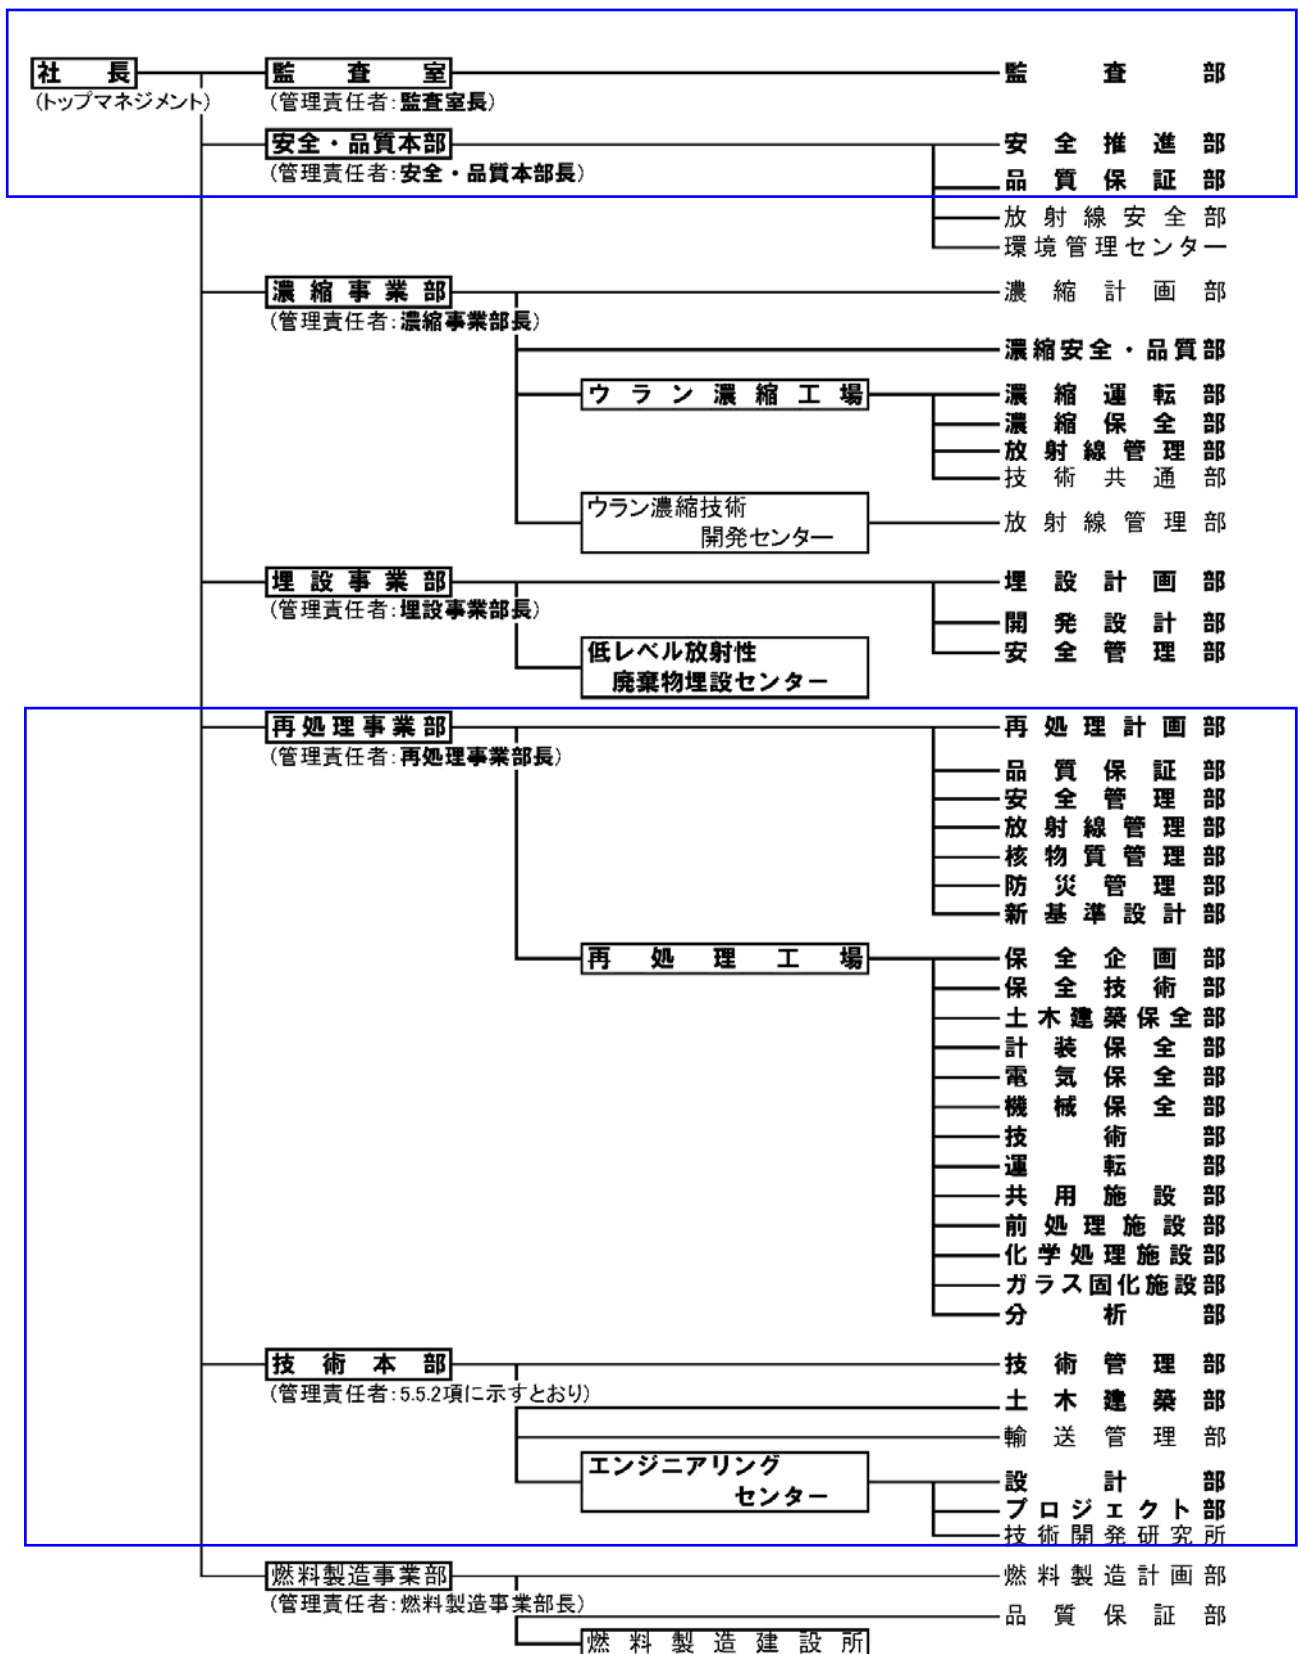 社長 監査室 監査部
(トップマネジメント) (管理責任者:監査室長)
安全・品質本部 安全推進部
(管理責任者:安全・品質本部長)
品質保証部
放射線安全部
環境管理センター
濃縮事業部 濃縮計画部
(管理責任者:濃縮事業部長)
濃縮安全・品質部
ウラン濃縮工場 濃縮運転部
濃縮保全部
放射線管理部
技術共通部
ウラン濃縮技術
開発センター 放射線管理部
埋設事業部 埋設計画部
(管理責任者:埋設事業部長)
開発設計部
安全管理部
低レベル放射性
廃棄物埋設センター
再処理事業部 再処理計画部
(管理責任者:再処理事業部長)
品質保証部
安全管理部
放射線管理部
核物質管理部
防災管理部
新基準設計部
再処理工場 保全企画部
保全技術部
土木建築保全部
計装保全部
電気保全部
機械保全部
技術部
運転部
共用施設部
前処理施設部
化学処理施設部
ガラス固化施設部
分析部
技術本部 技術管理部
(管理責任者:5.5.2項に示すとおり)
土木建築部
輸送管理部
エンジニアリング
センター 設計部
プロジェクト部
技術開発研究所
燃料製造事業部 燃料製造計画部
(管理責任者:燃料製造事業部長)
品質保証部
燃料製造建設所